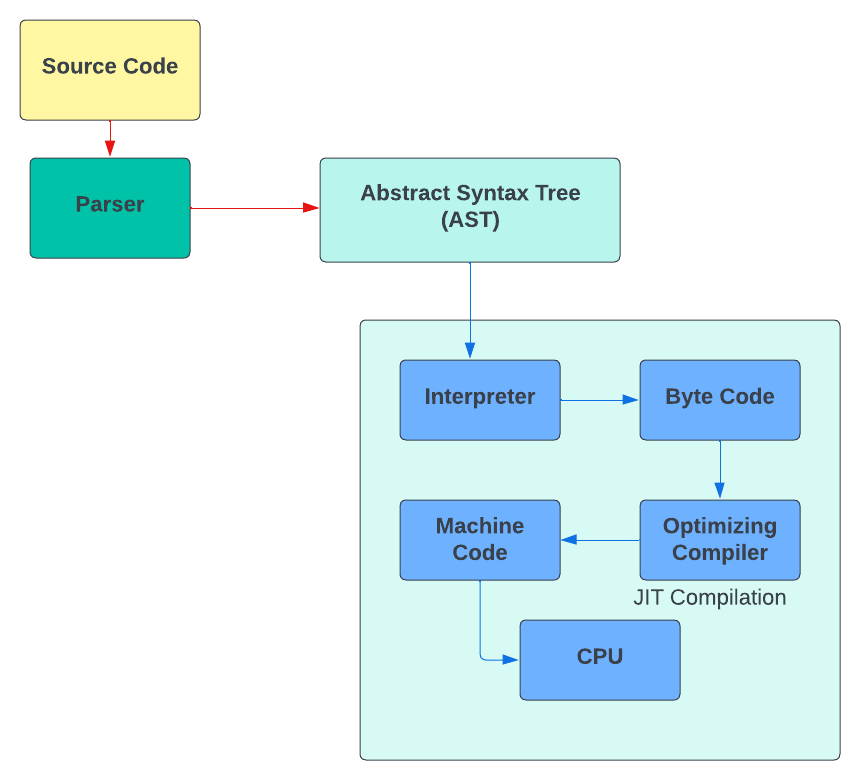 Source Code
Parser
Abstract Syntax Tree
(AST)
Interpreter
Byte Code
Machine
Code
Optimizing
Compiler
JIT Compilation
CPU